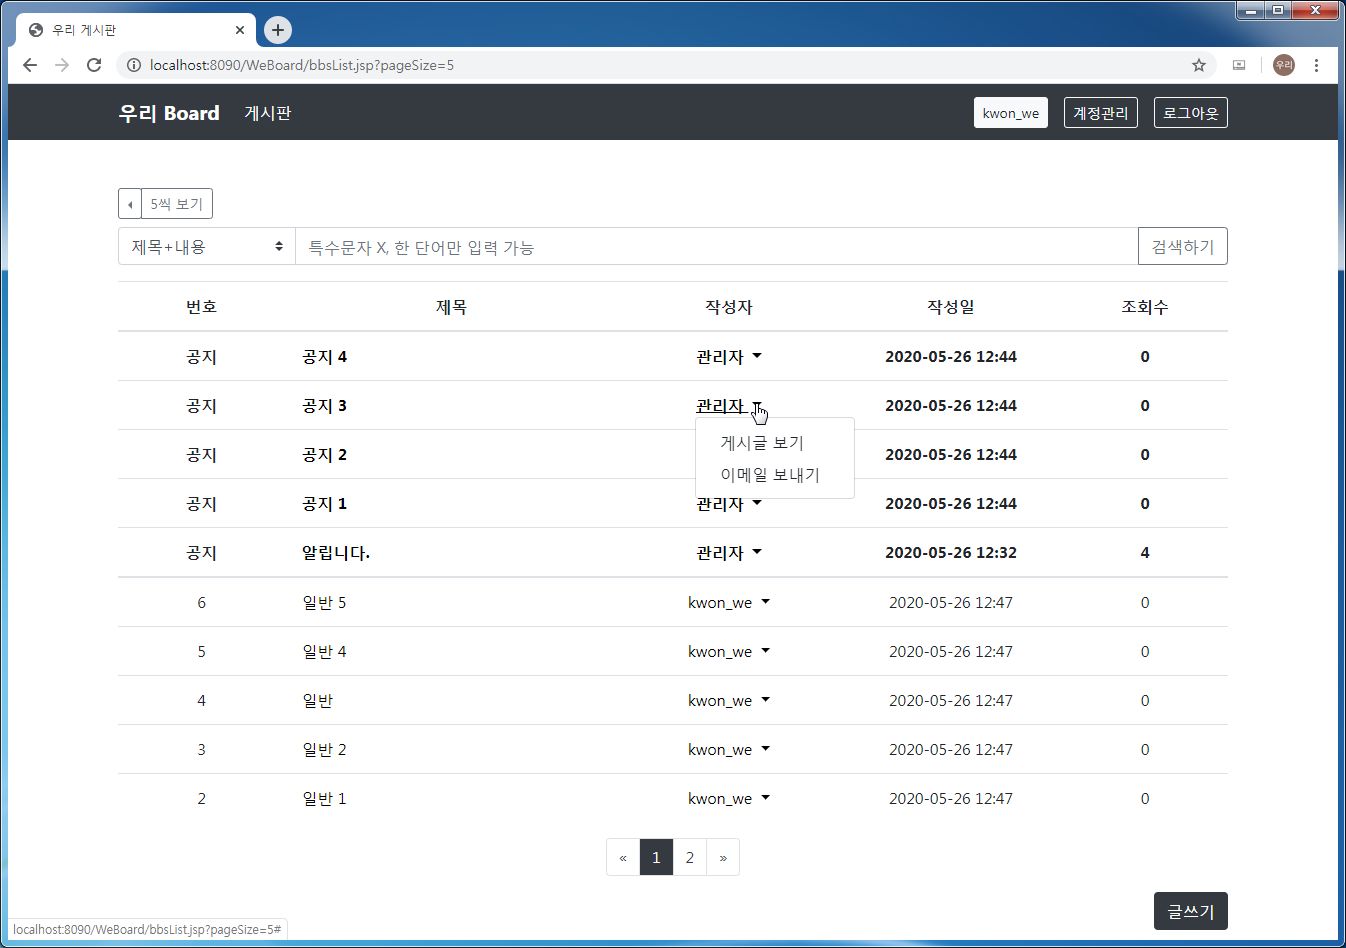 우리 게시판
localhost:8090/WeBoard/bbsList.jsp?pageSize=5
우리
우리 Board 게시판 kwon_we 계정관리 로그아웃
5씩 보기
제목+내용 특수문자 X, 한 단어만 입력 가능 검색하기
번호 제목 작성자 작성일 조회수
공지 공지 4 관리자 2020-05-26 12:44 0
공지 공지 3 관리자 2020-05-26 12:44 0
게시글 보기
공지 공지 2 2020-05-26 12:44 0
이메일 보내기
공지 공지 1 관리자 2020-05-26 12:44 0
공지 알립니다. 관리자 2020-05-26 12:32 4
6 일반 5 kwon_we 2020-05-26 12:47 0
5 일반 4 kwon_we 2020-05-26 12:47 0
4 일반 kwon_we 2020-05-26 12:47 0
3 일반 2 kwon_we 2020-05-26 12:47 0
2 일반 1 kwon_we 2020-05-26 12:47 0
« 1 2 »
글쓰기
localhost:8090/WeBoard/bbsList.jsp?pageSize=5#